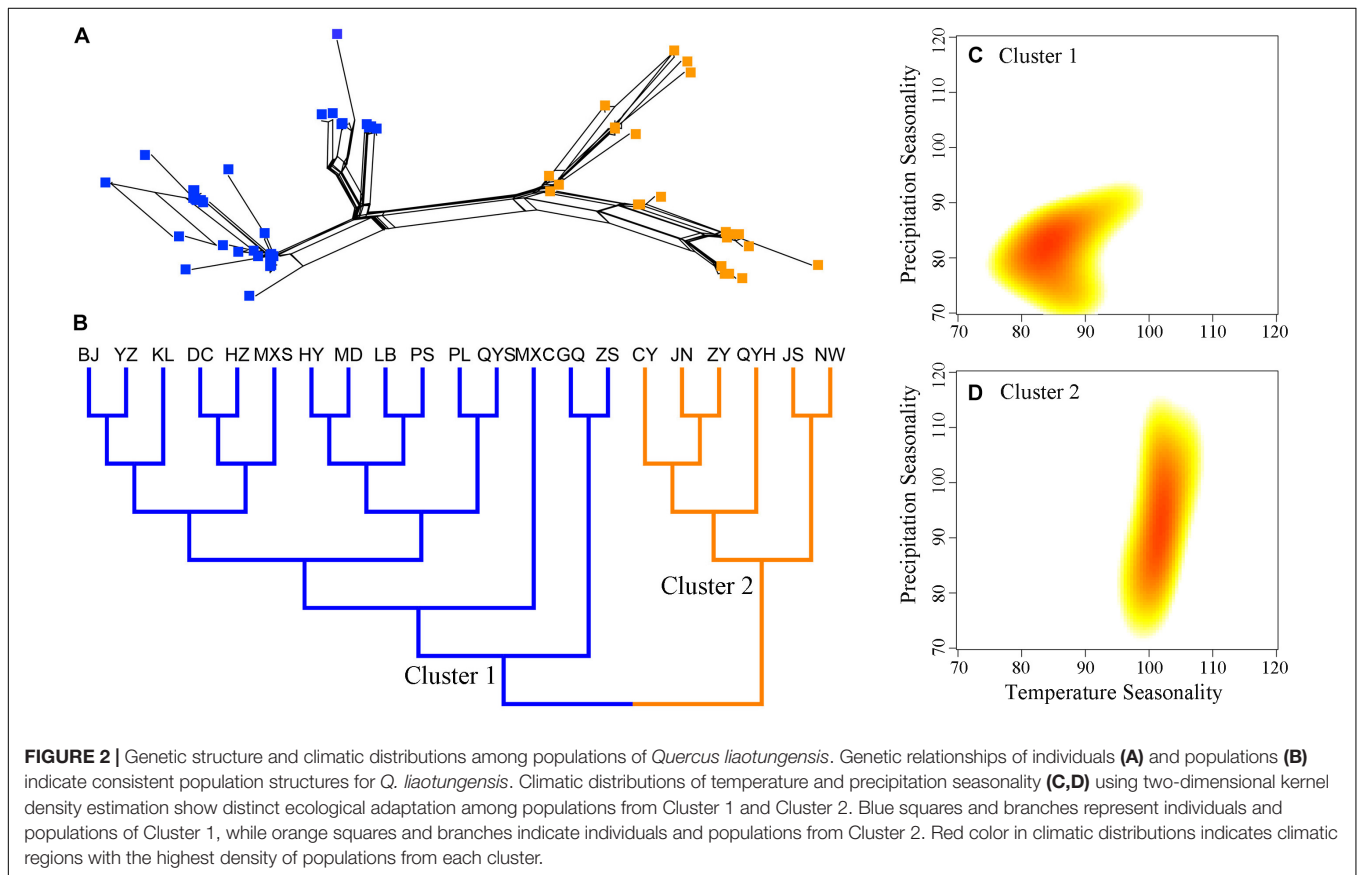 A
B
BJ YZ KL DC HZ MXS HY MD LB PS PL QYS MXC GQ ZS CY JN ZY QYH JS NW
Cluster 2
Cluster 1
C Cluster 1
Precipitation Seasonality
120
110
100
90
80
70
70 80 90 100 110 120
D Cluster 2
Precipitation Seasonality
120
110
100
90
80
70
70 80 90 100 110 120
Temperature Seasonality
FIGURE 2 | Genetic structure and climatic distributions among populations of Quercus liaotungensis. Genetic relationships of individuals (A) and populations (B)
indicate consistent population structures for Q. liaotungensis. Climatic distributions of temperature and precipitation seasonality (C,D) using two-dimensional kernel
density estimation show distinct ecological adaptation among populations from Cluster 1 and Cluster 2. Blue squares and branches represent individuals and
populations of Cluster 1, while orange squares and branches indicate individuals and populations from Cluster 2. Red color in climatic distributions indicates climatic
regions with the highest density of populations from each cluster.